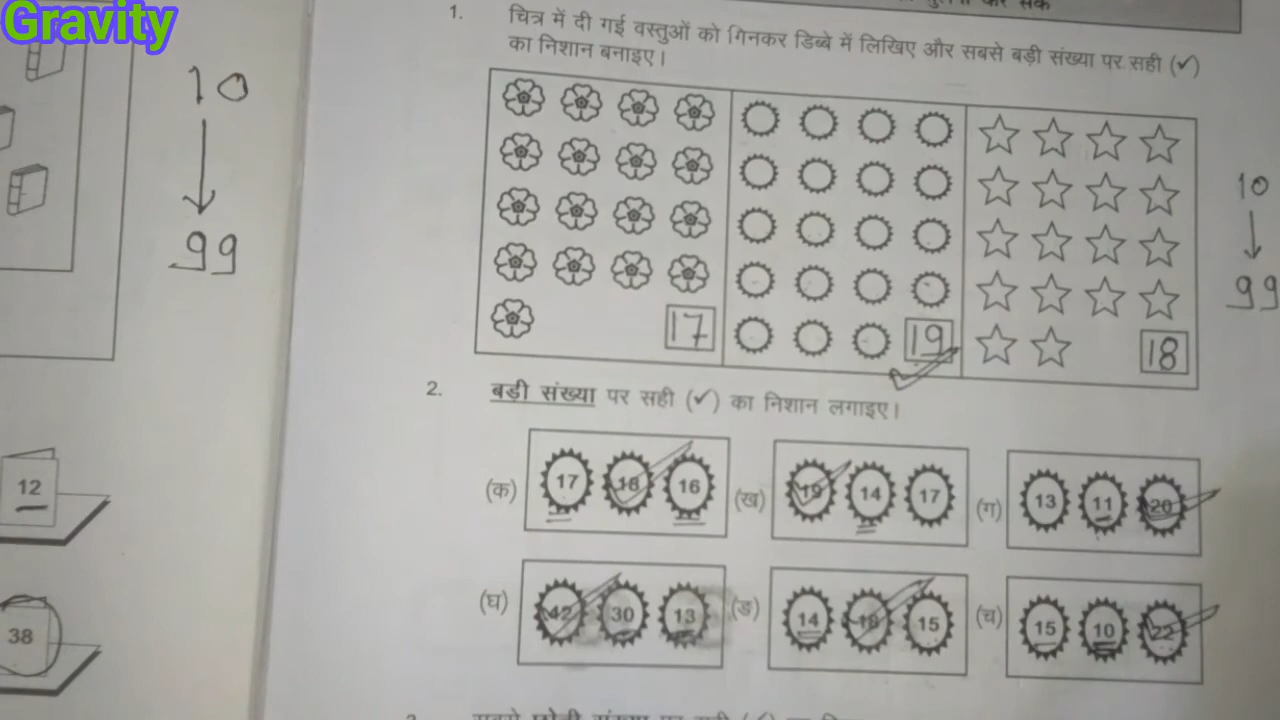 Gravity
कर सकें
1. चित्र में दी गई वस्तुओं को गिनकर डिब्बे में लिखिए और सबसे बड़ी संख्या पर सही (✓)
का निशान बनाइए।
10
99
10
99
17
19
18
2. बड़ी संख्या पर सही (✓) का निशान लगाइए।
(क) 17 18 16 (ख) 19 14 17 (ग) 13 11 20
(घ) 42 30 13 (ङ) 14 18 15 (च) 15 10 22
12
38